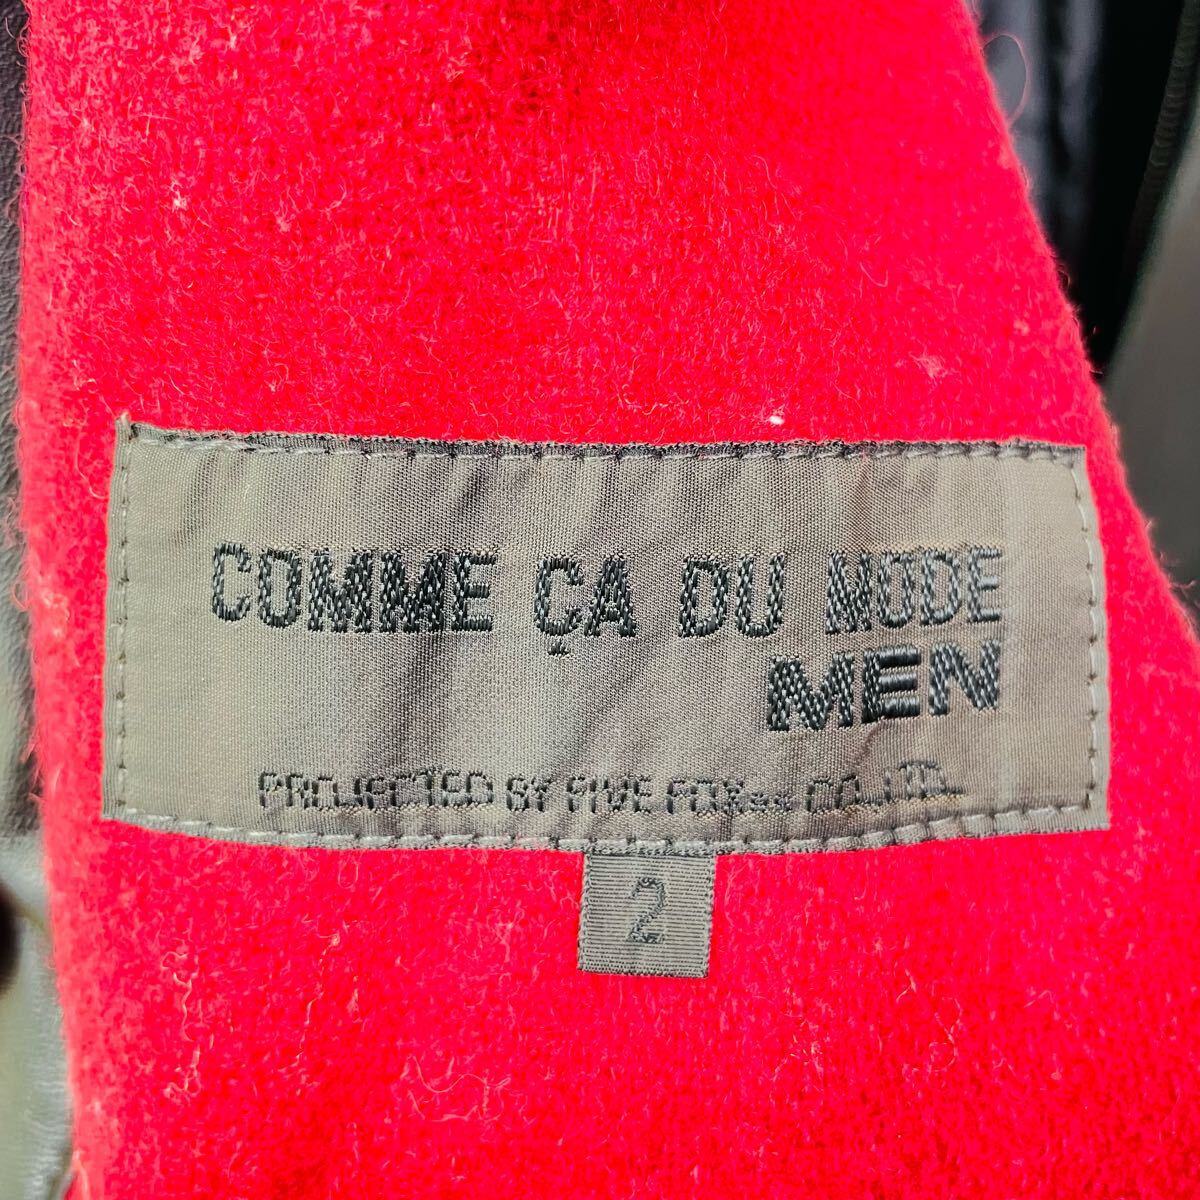 COMME ÇA DU MODE
MEN
PROJECTED BY FIVE FOXes CO.,LTD.
2